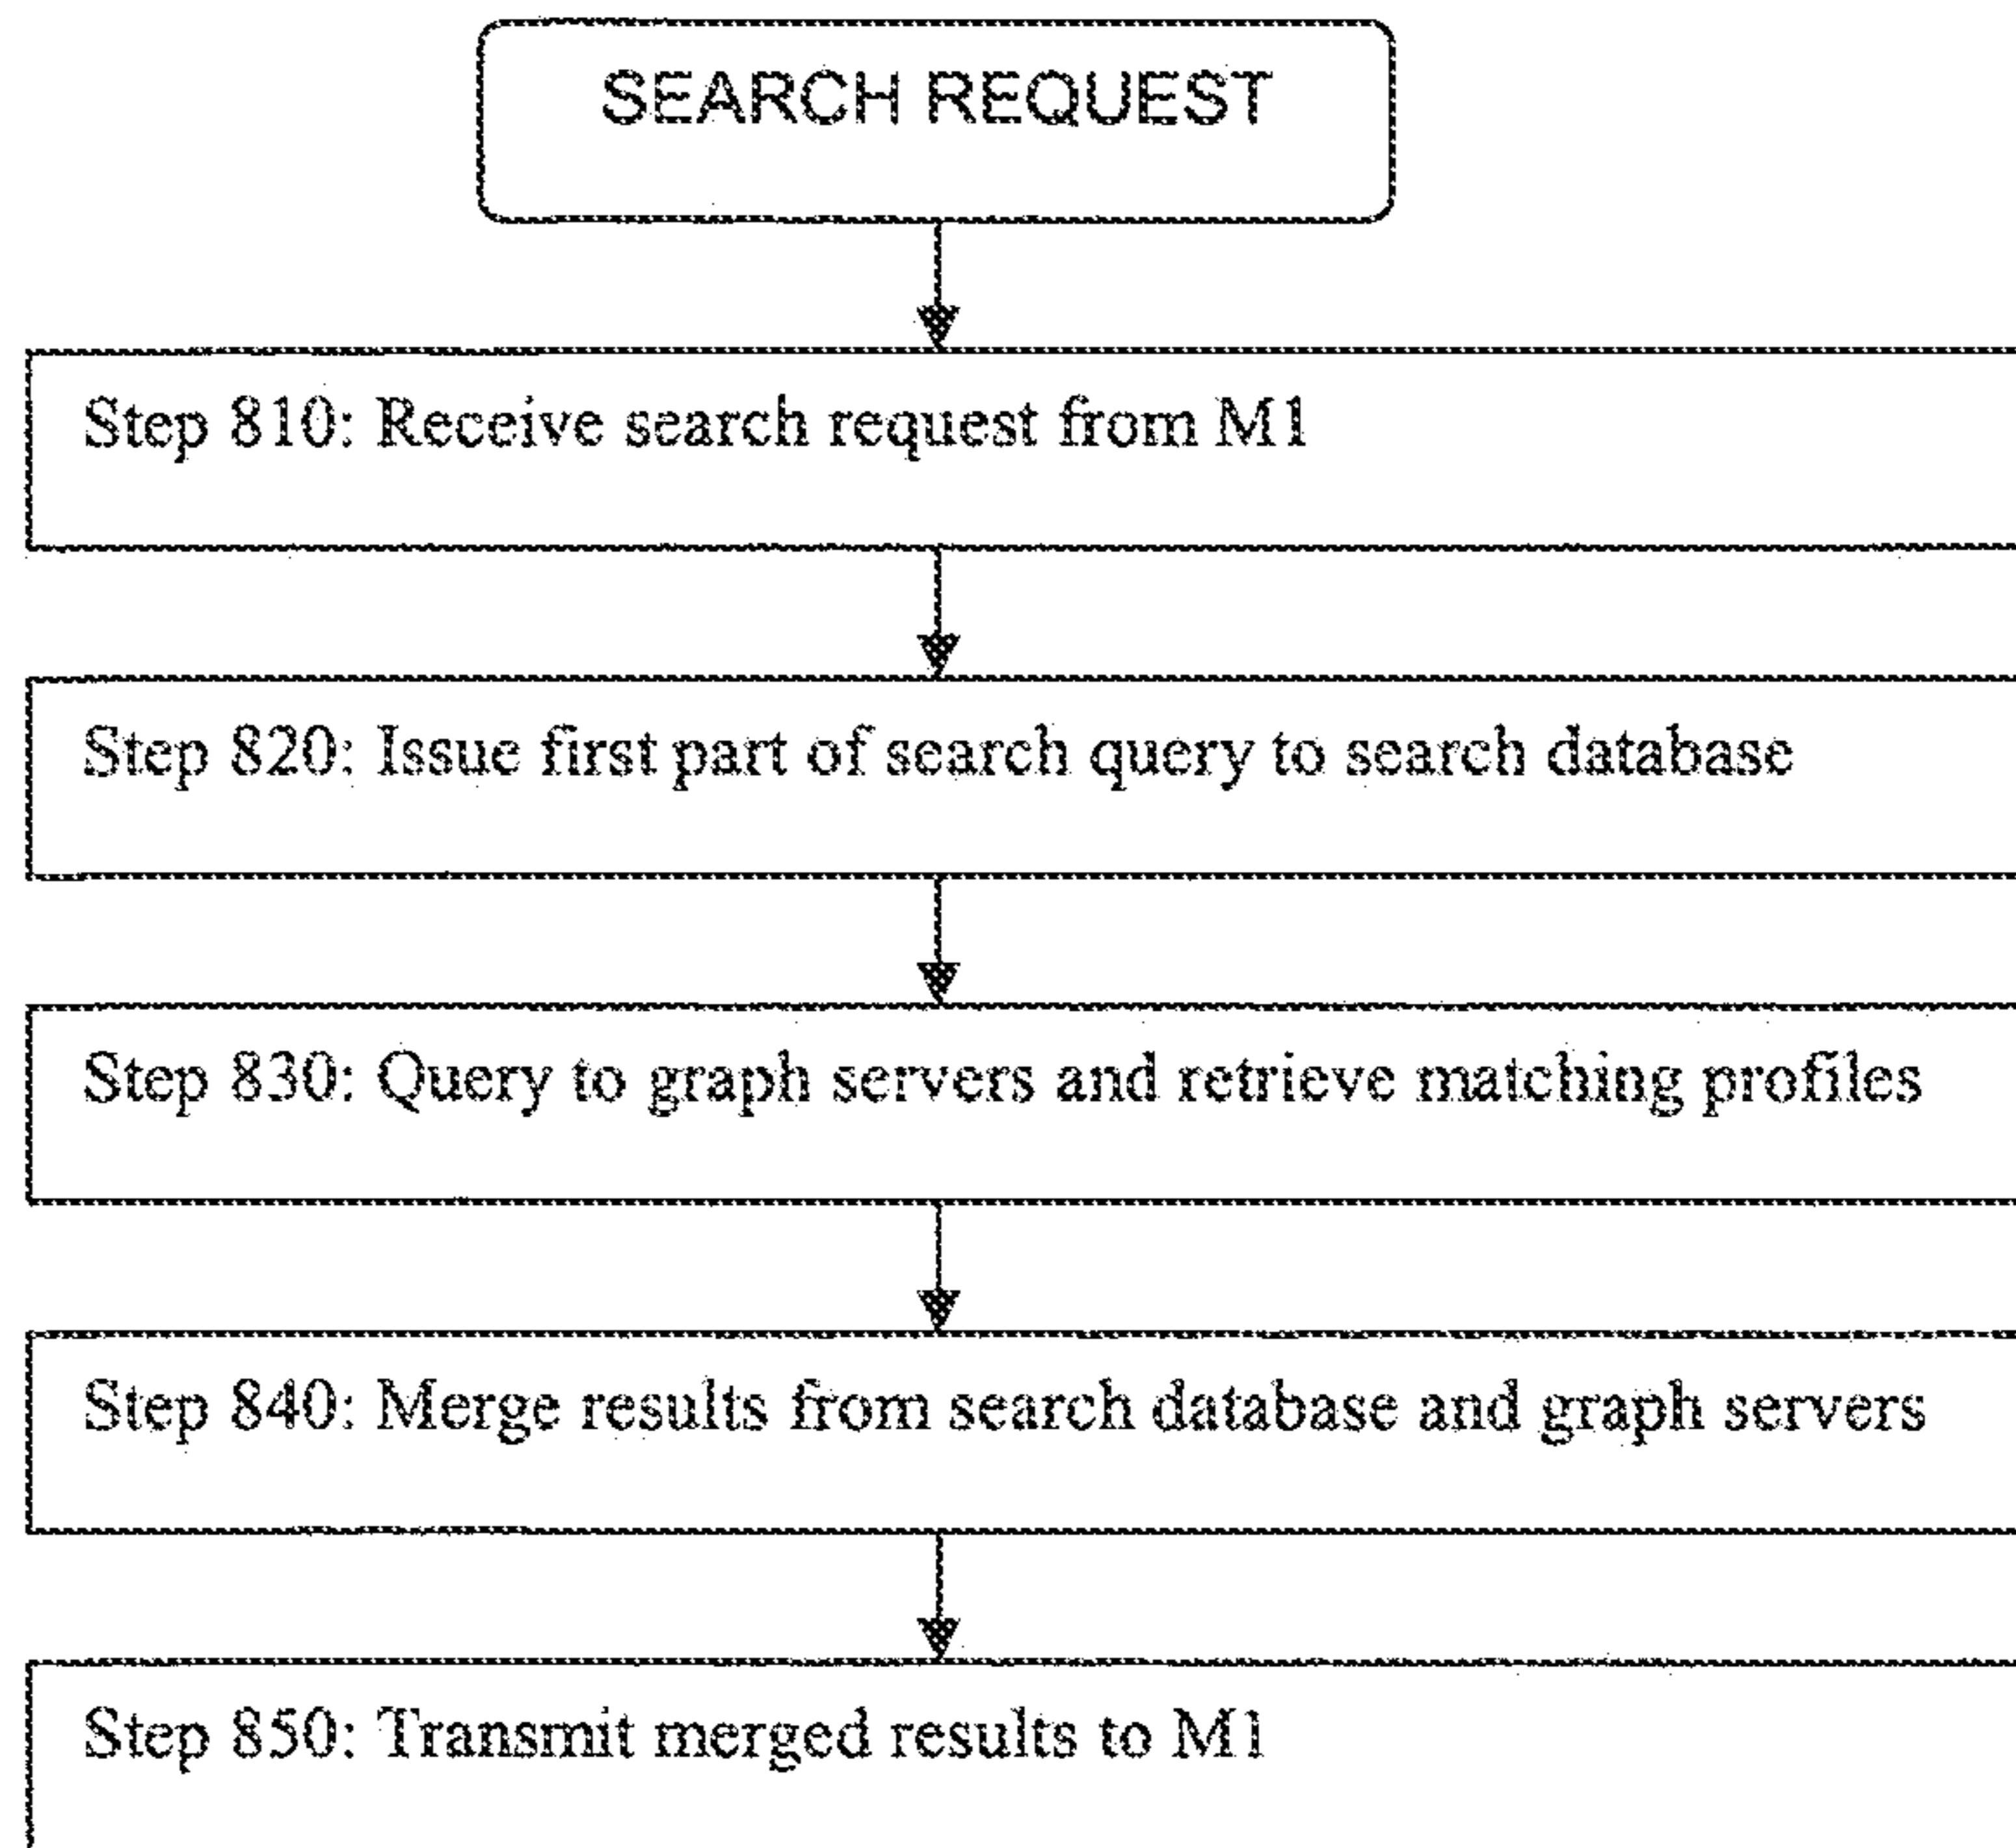 SEARCH REQUEST
Step 810: Receive search request from M1
Step 820: Issue first part of search query to search database
Step 830: Query to graph servers and retrieve matching profiles
Step 840: Merge results from search database and graph servers
Step 850: Transmit merged results to M1